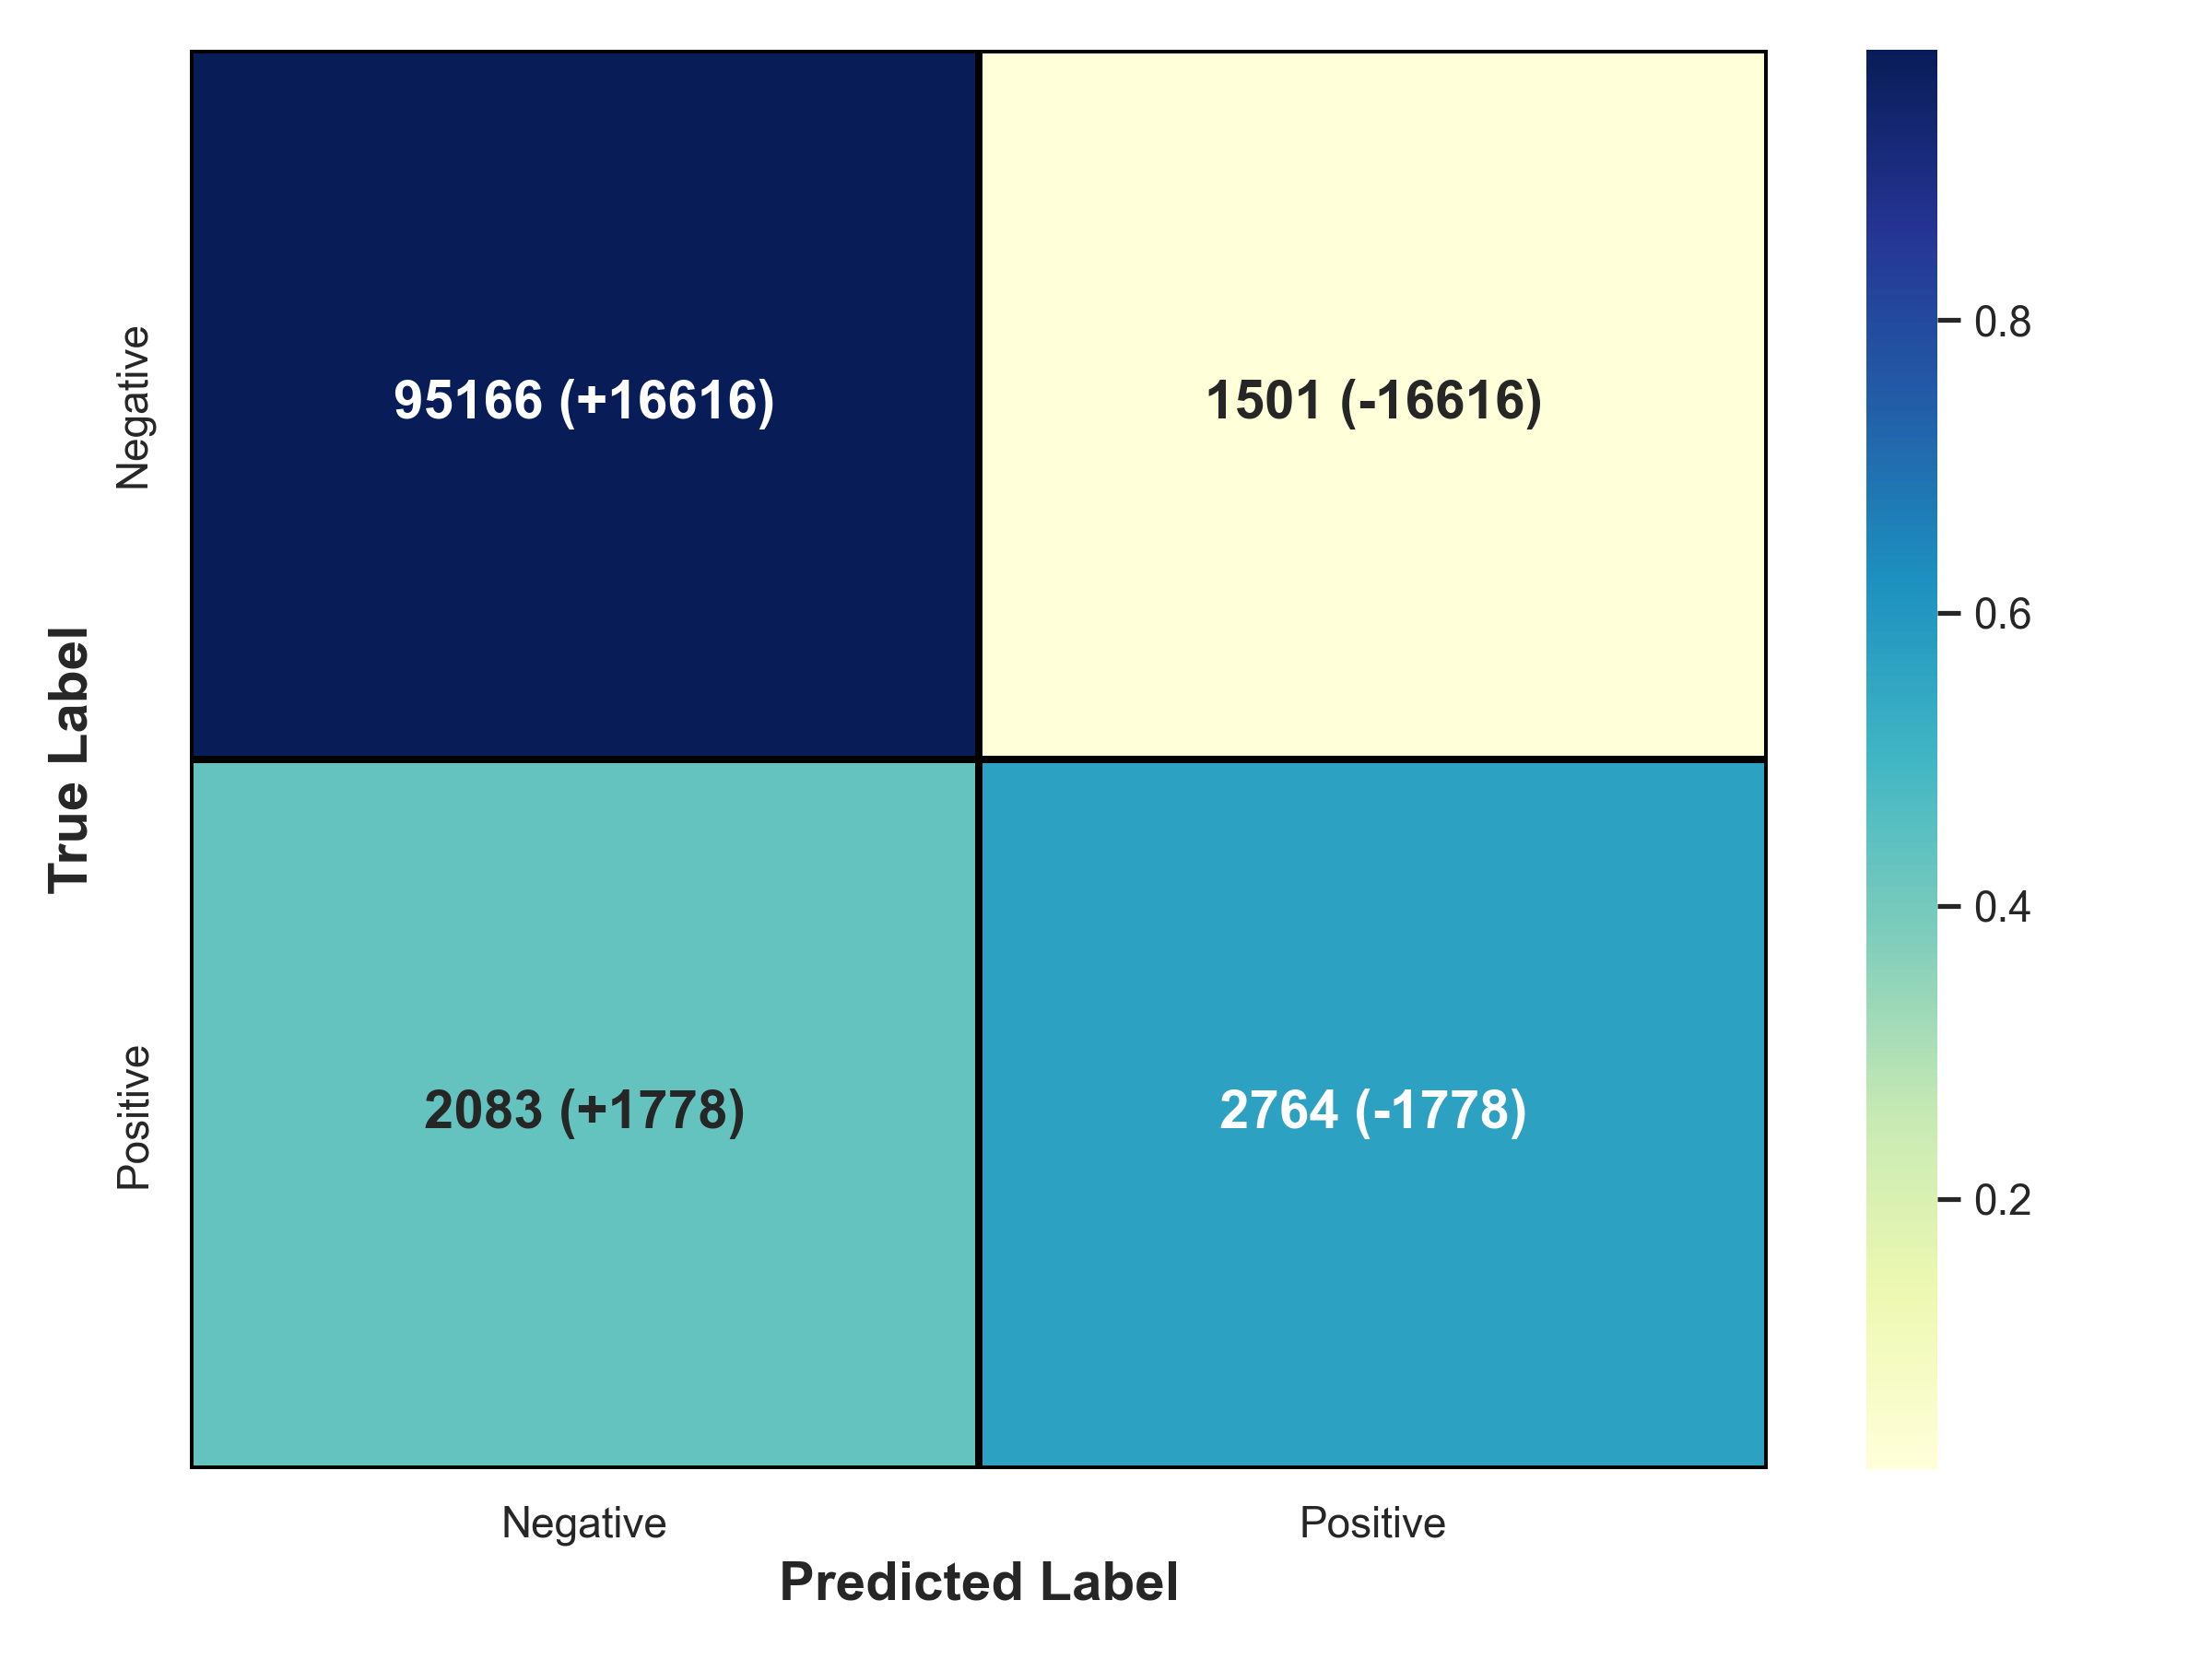 Negative
95166 (+16616)
1501 (-16616)
0.8
0.6
True Label
0.4
Positive
2083 (+1778)
2764 (-1778)
0.2
Negative
Positive
Predicted Label